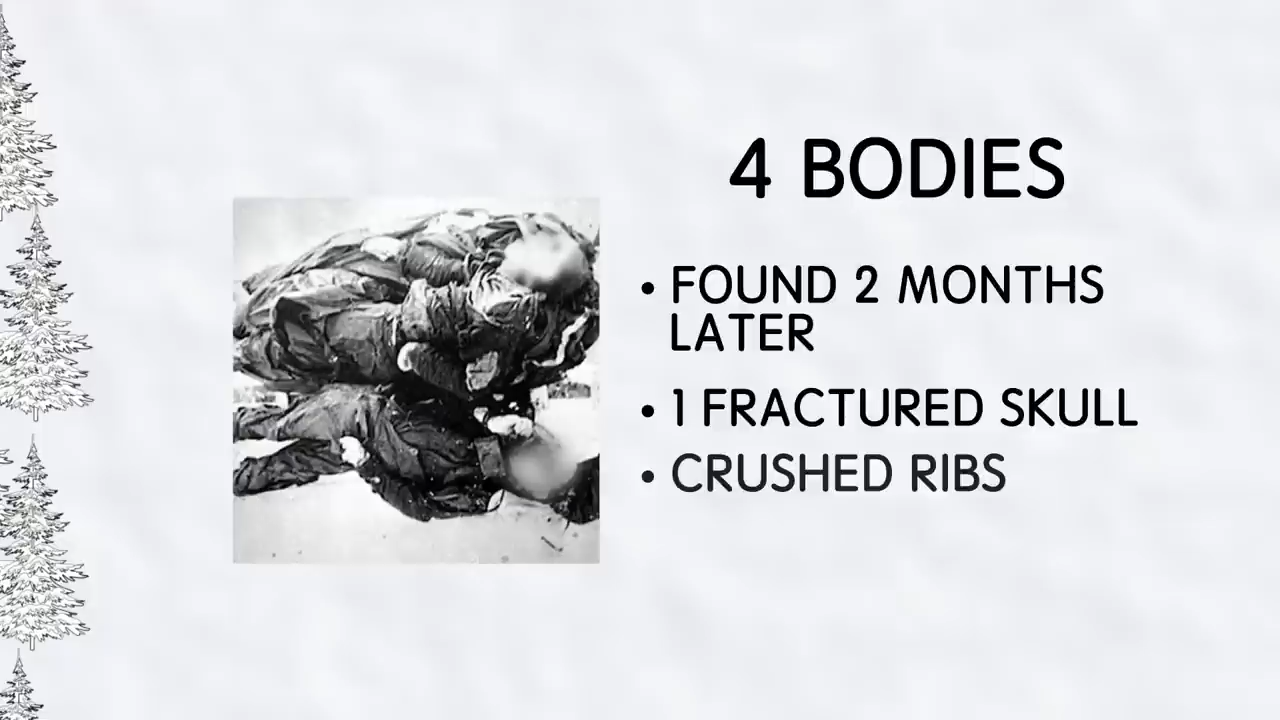 4 BODIES
• FOUND 2 MONTHS
LATER
• 1 FRACTURED SKULL
• CRUSHED RIBS